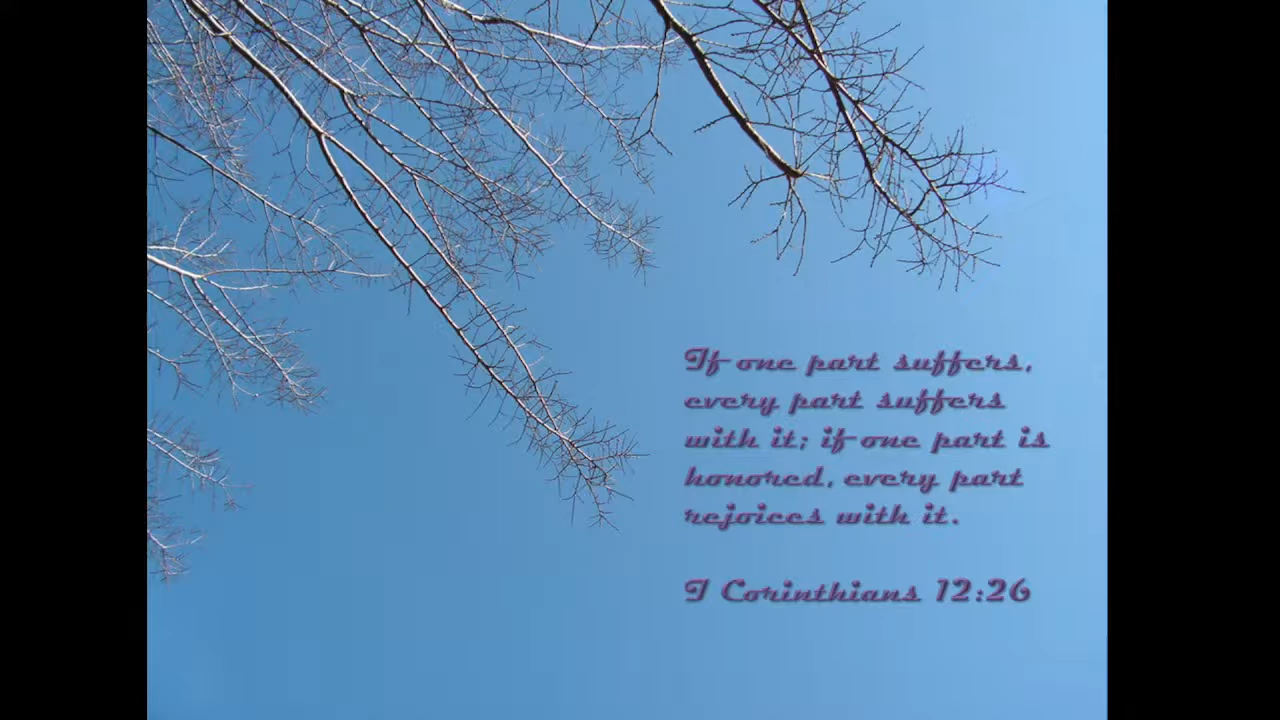 If one part suffers,
every part suffers
with it; if one part is
honored, every part
rejoices with it.
I Corinthians 12:26